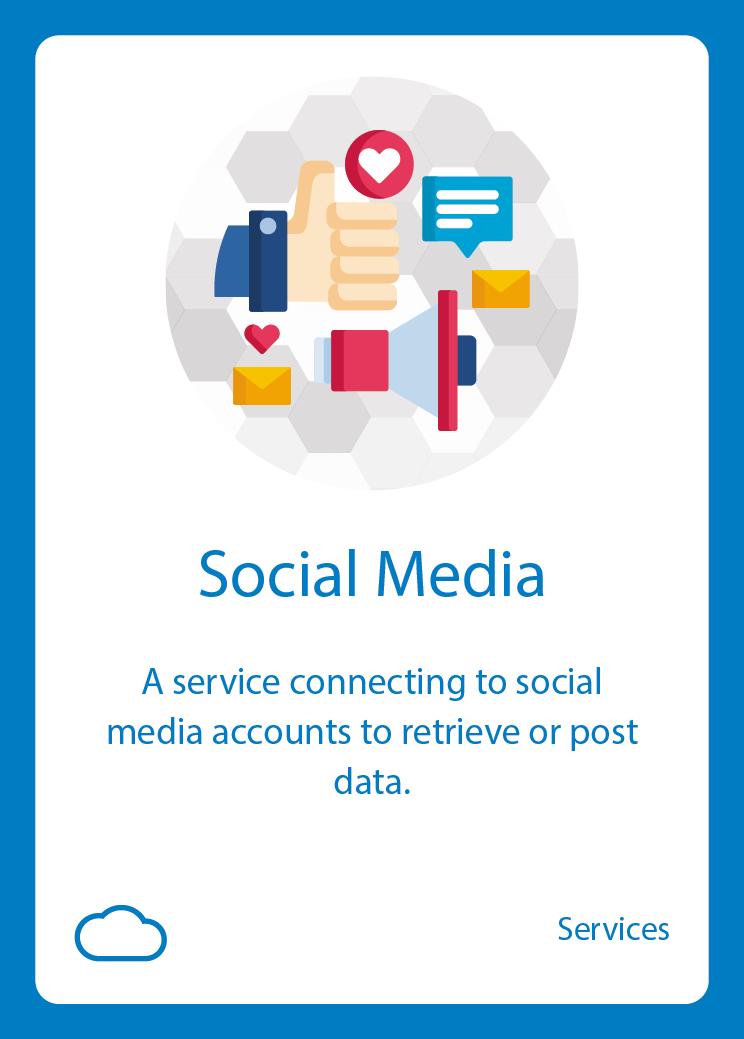 Social Media
A service connecting to social
media accounts to retrieve or post
data.
Services